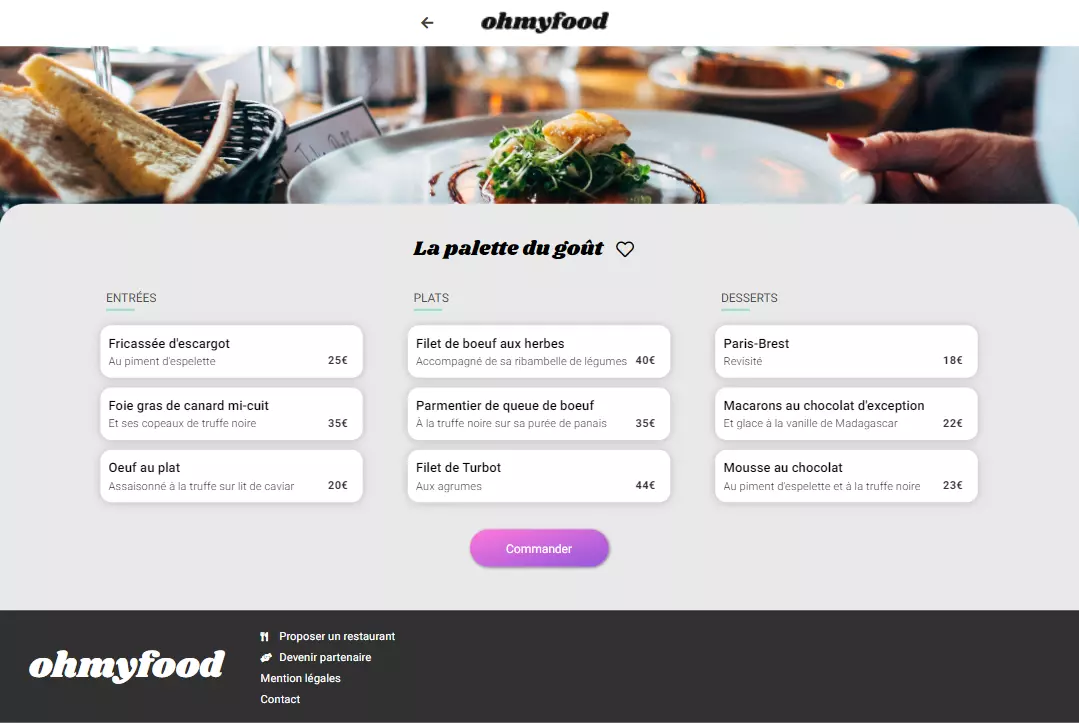 ohmyfood
La palette du goût
ENTRÉES
Fricassée d'escargot
Au piment d'espelette 25€
Foie gras de canard mi-cuit
Et ses copeaux de truffe noire 35€
Oeuf au plat
Assaisonné à la truffe sur lit de caviar 20€
PLATS
Filet de boeuf aux herbes
Accompagné de sa ribambelle de légumes 40€
Parmentier de queue de boeuf
À la truffe noire sur sa purée de panais 35€
Filet de Turbot
Aux agrumes 44€
DESSERTS
Paris-Brest
Revisité 18€
Macarons au chocolat d'exception
Et glace à la vanille de Madagascar 22€
Mousse au chocolat
Au piment d'espelette et à la truffe noire 23€
Commander
ohmyfood
Proposer un restaurant
Devenir partenaire
Mention légales
Contact